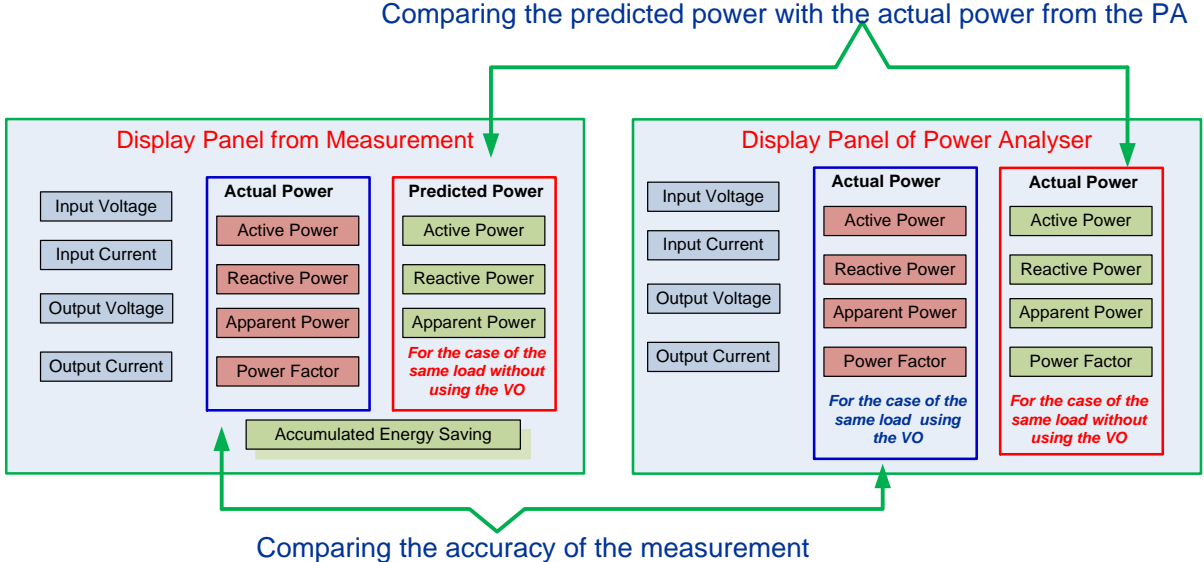 Comparing the predicted power with the actual power from the PA
Display Panel from Measurement
Input Voltage
Input Current
Output Voltage
Output Current
Actual Power
Active Power
Reactive Power
Apparent Power
Power Factor
Predicted Power
Active Power
Reactive Power
Apparent Power
For the case of the
same load without
using the VO
Accumulated Energy Saving
Display Panel of Power Analyser
Input Voltage
Input Current
Output Voltage
Output Current
Actual Power
Active Power
Reactive Power
Apparent Power
Power Factor
For the case of the
same load using
the VO
Actual Power
Active Power
Reactive Power
Apparent Power
Power Factor
For the case of the
same load without
using the VO
Comparing the accuracy of the measurement